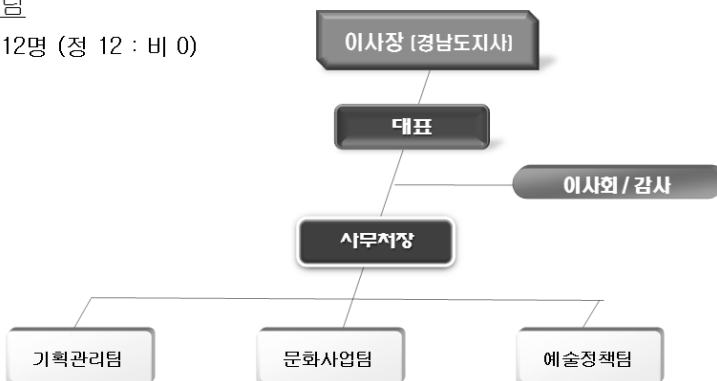 팀
12명 (정 12 : 비 0)
이사장 [경남도지사]
대표
이사회 / 감사
사무처장
기획관리팀
문화사업팀
예술정책팀